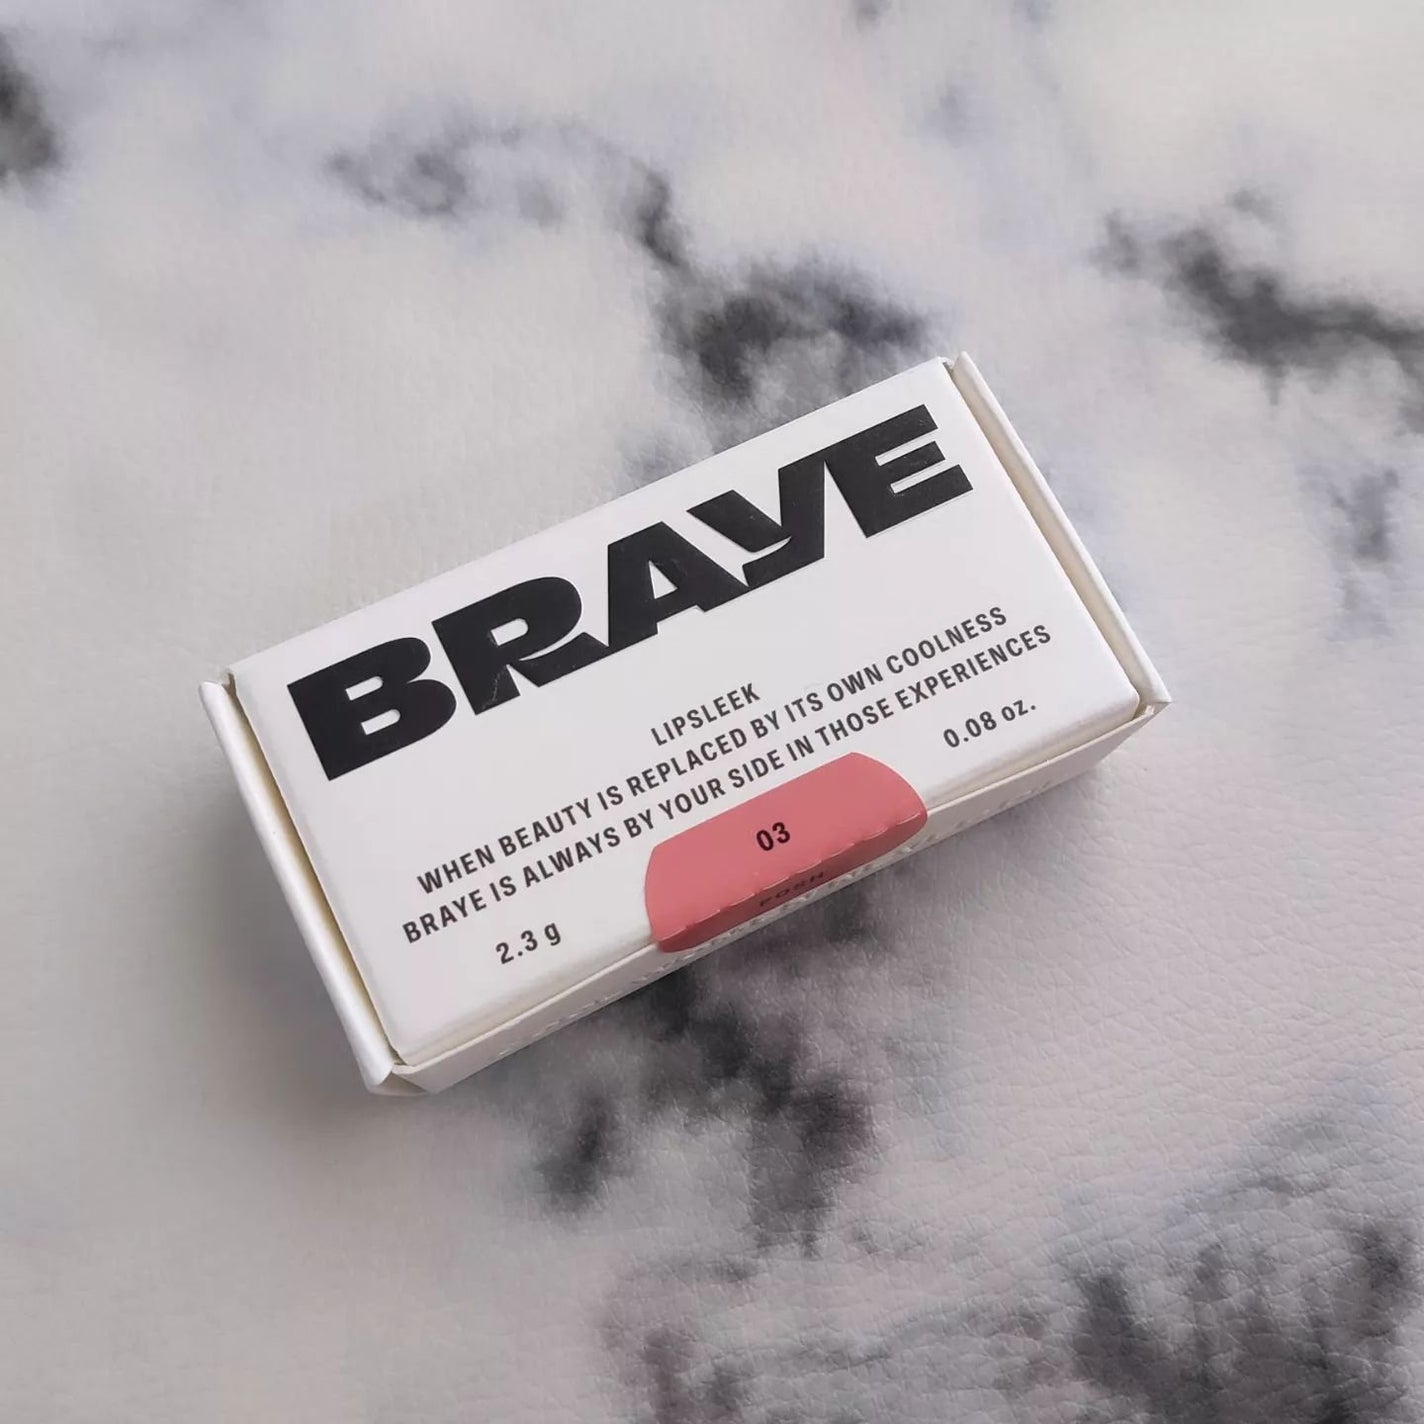 BRAYE
LIPSLEEK
WHEN BEAUTY IS REPLACED BY ITS OWN COOLNESS
BRAYE IS ALWAYS BY YOUR SIDE IN THOSE EXPERIENCES
2.3 g
0.08 oz.
03
POSH